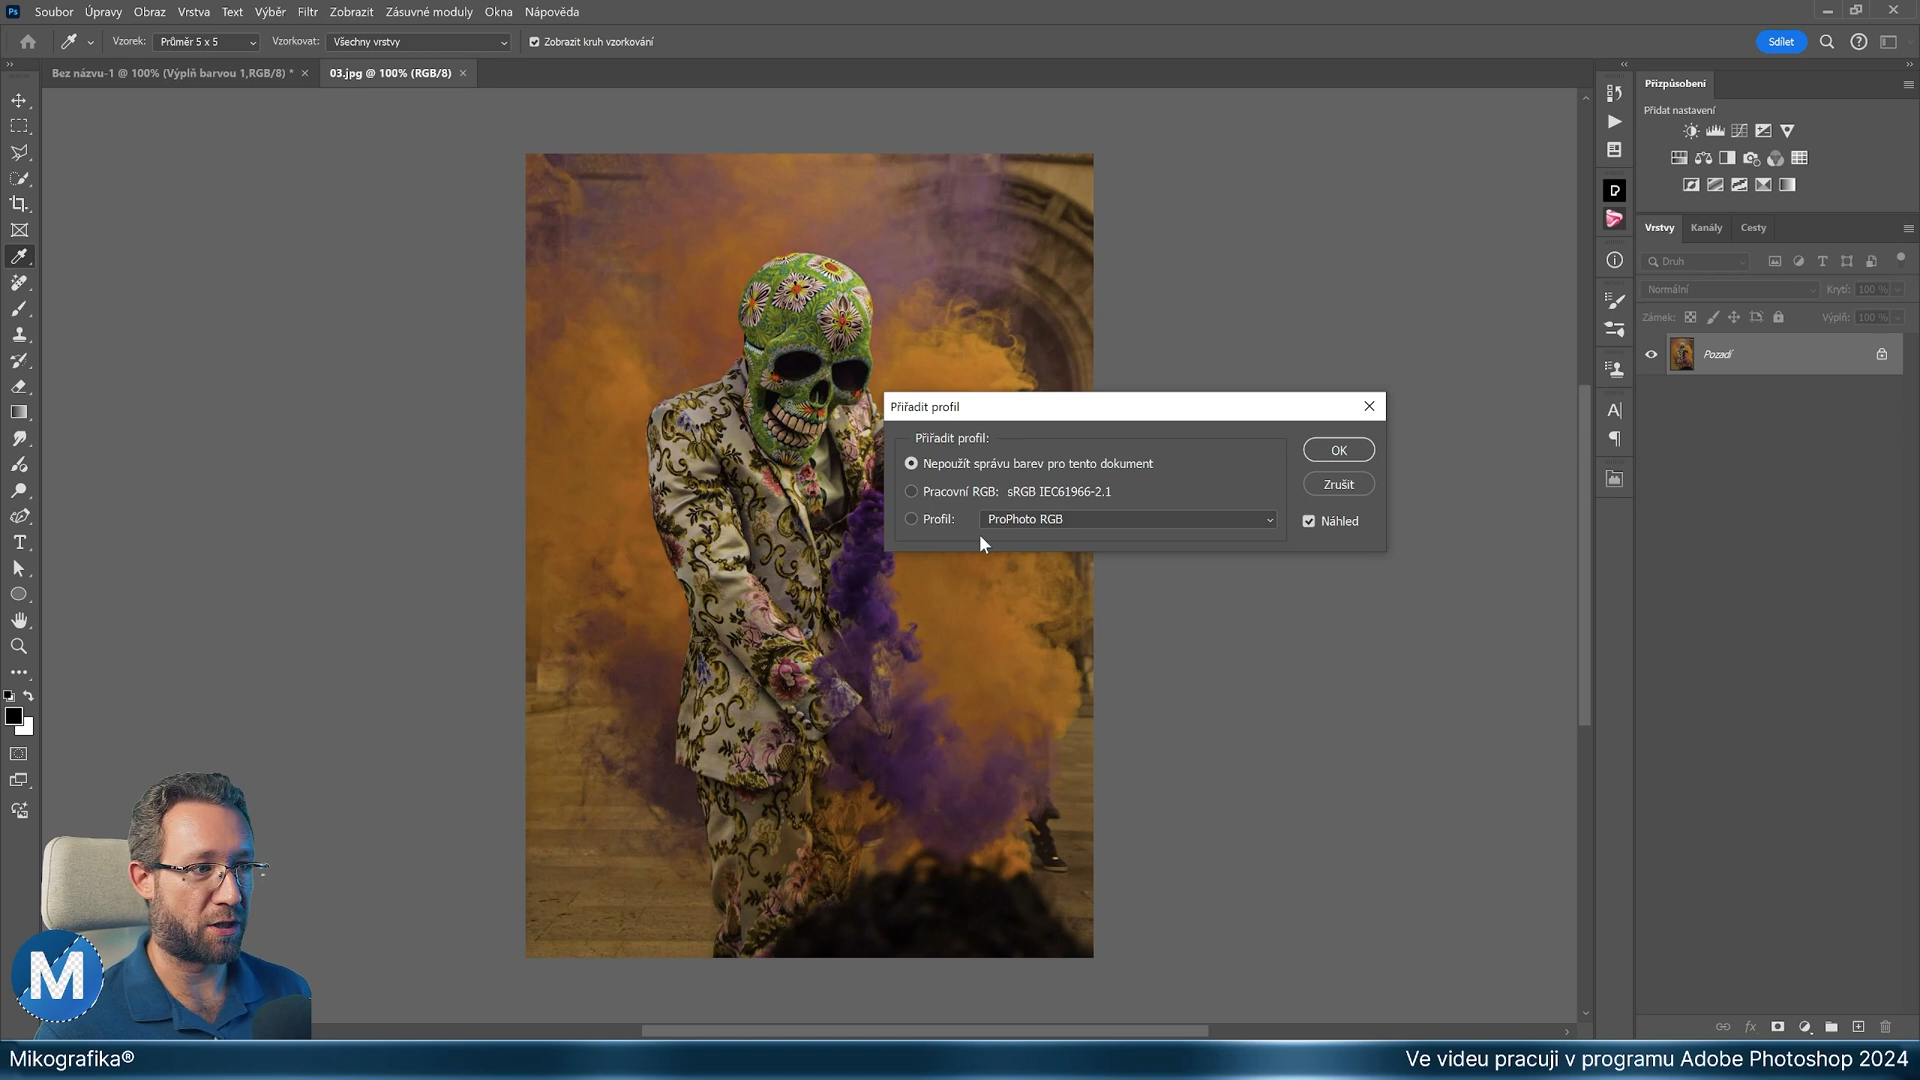 Ps Soubor Úpravy Obraz Vrstva Text Výběr Filtr Zobrazit Zásuvné moduly Okna Nápověda
Vzorek: Průměr 5 x 5 Vzorkovat: Všechny vrstvy Zobrazit kruh vzorkování Sdílet
Bez názvu-1 @ 100% (Výplň barvou 1,RGB/8) * 03.jpg @ 100% (RGB/8)
Přizpůsobení
Přidat nastavení
Vrstvy Kanály Cesty
Druh
Normální Krytí: 100 %
Zámek: Výplň: 100 %
Pozadí
Přiřadit profil
Přiřadit profil:
Nepoužít správu barev pro tento dokument
Pracovní RGB: sRGB IEC61966-2.1
Profil: ProPhoto RGB
OK
Zrušit
Náhled
M
Mikografika®
Ve videu pracuji v programu Adobe Photoshop 2024